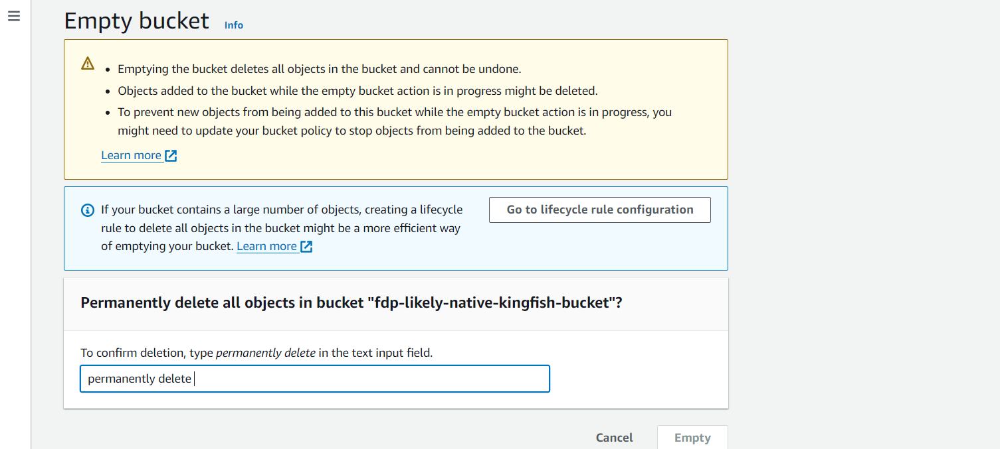 Empty bucket Info
• Emptying the bucket deletes all objects in the bucket and cannot be undone.
• Objects added to the bucket while the empty bucket action is in progress might be deleted.
• To prevent new objects from being added to this bucket while the empty bucket action is in progress, you
might need to update your bucket policy to stop objects from being added to the bucket.
Learn more
If your bucket contains a large number of objects, creating a lifecycle
rule to delete all objects in the bucket might be a more efficient way
of emptying your bucket. Learn more
Go to lifecycle rule configuration
Permanently delete all objects in bucket "fdp-likely-native-kingfish-bucket"?
To confirm deletion, type permanently delete in the text input field.
permanently delete
Cancel Empty